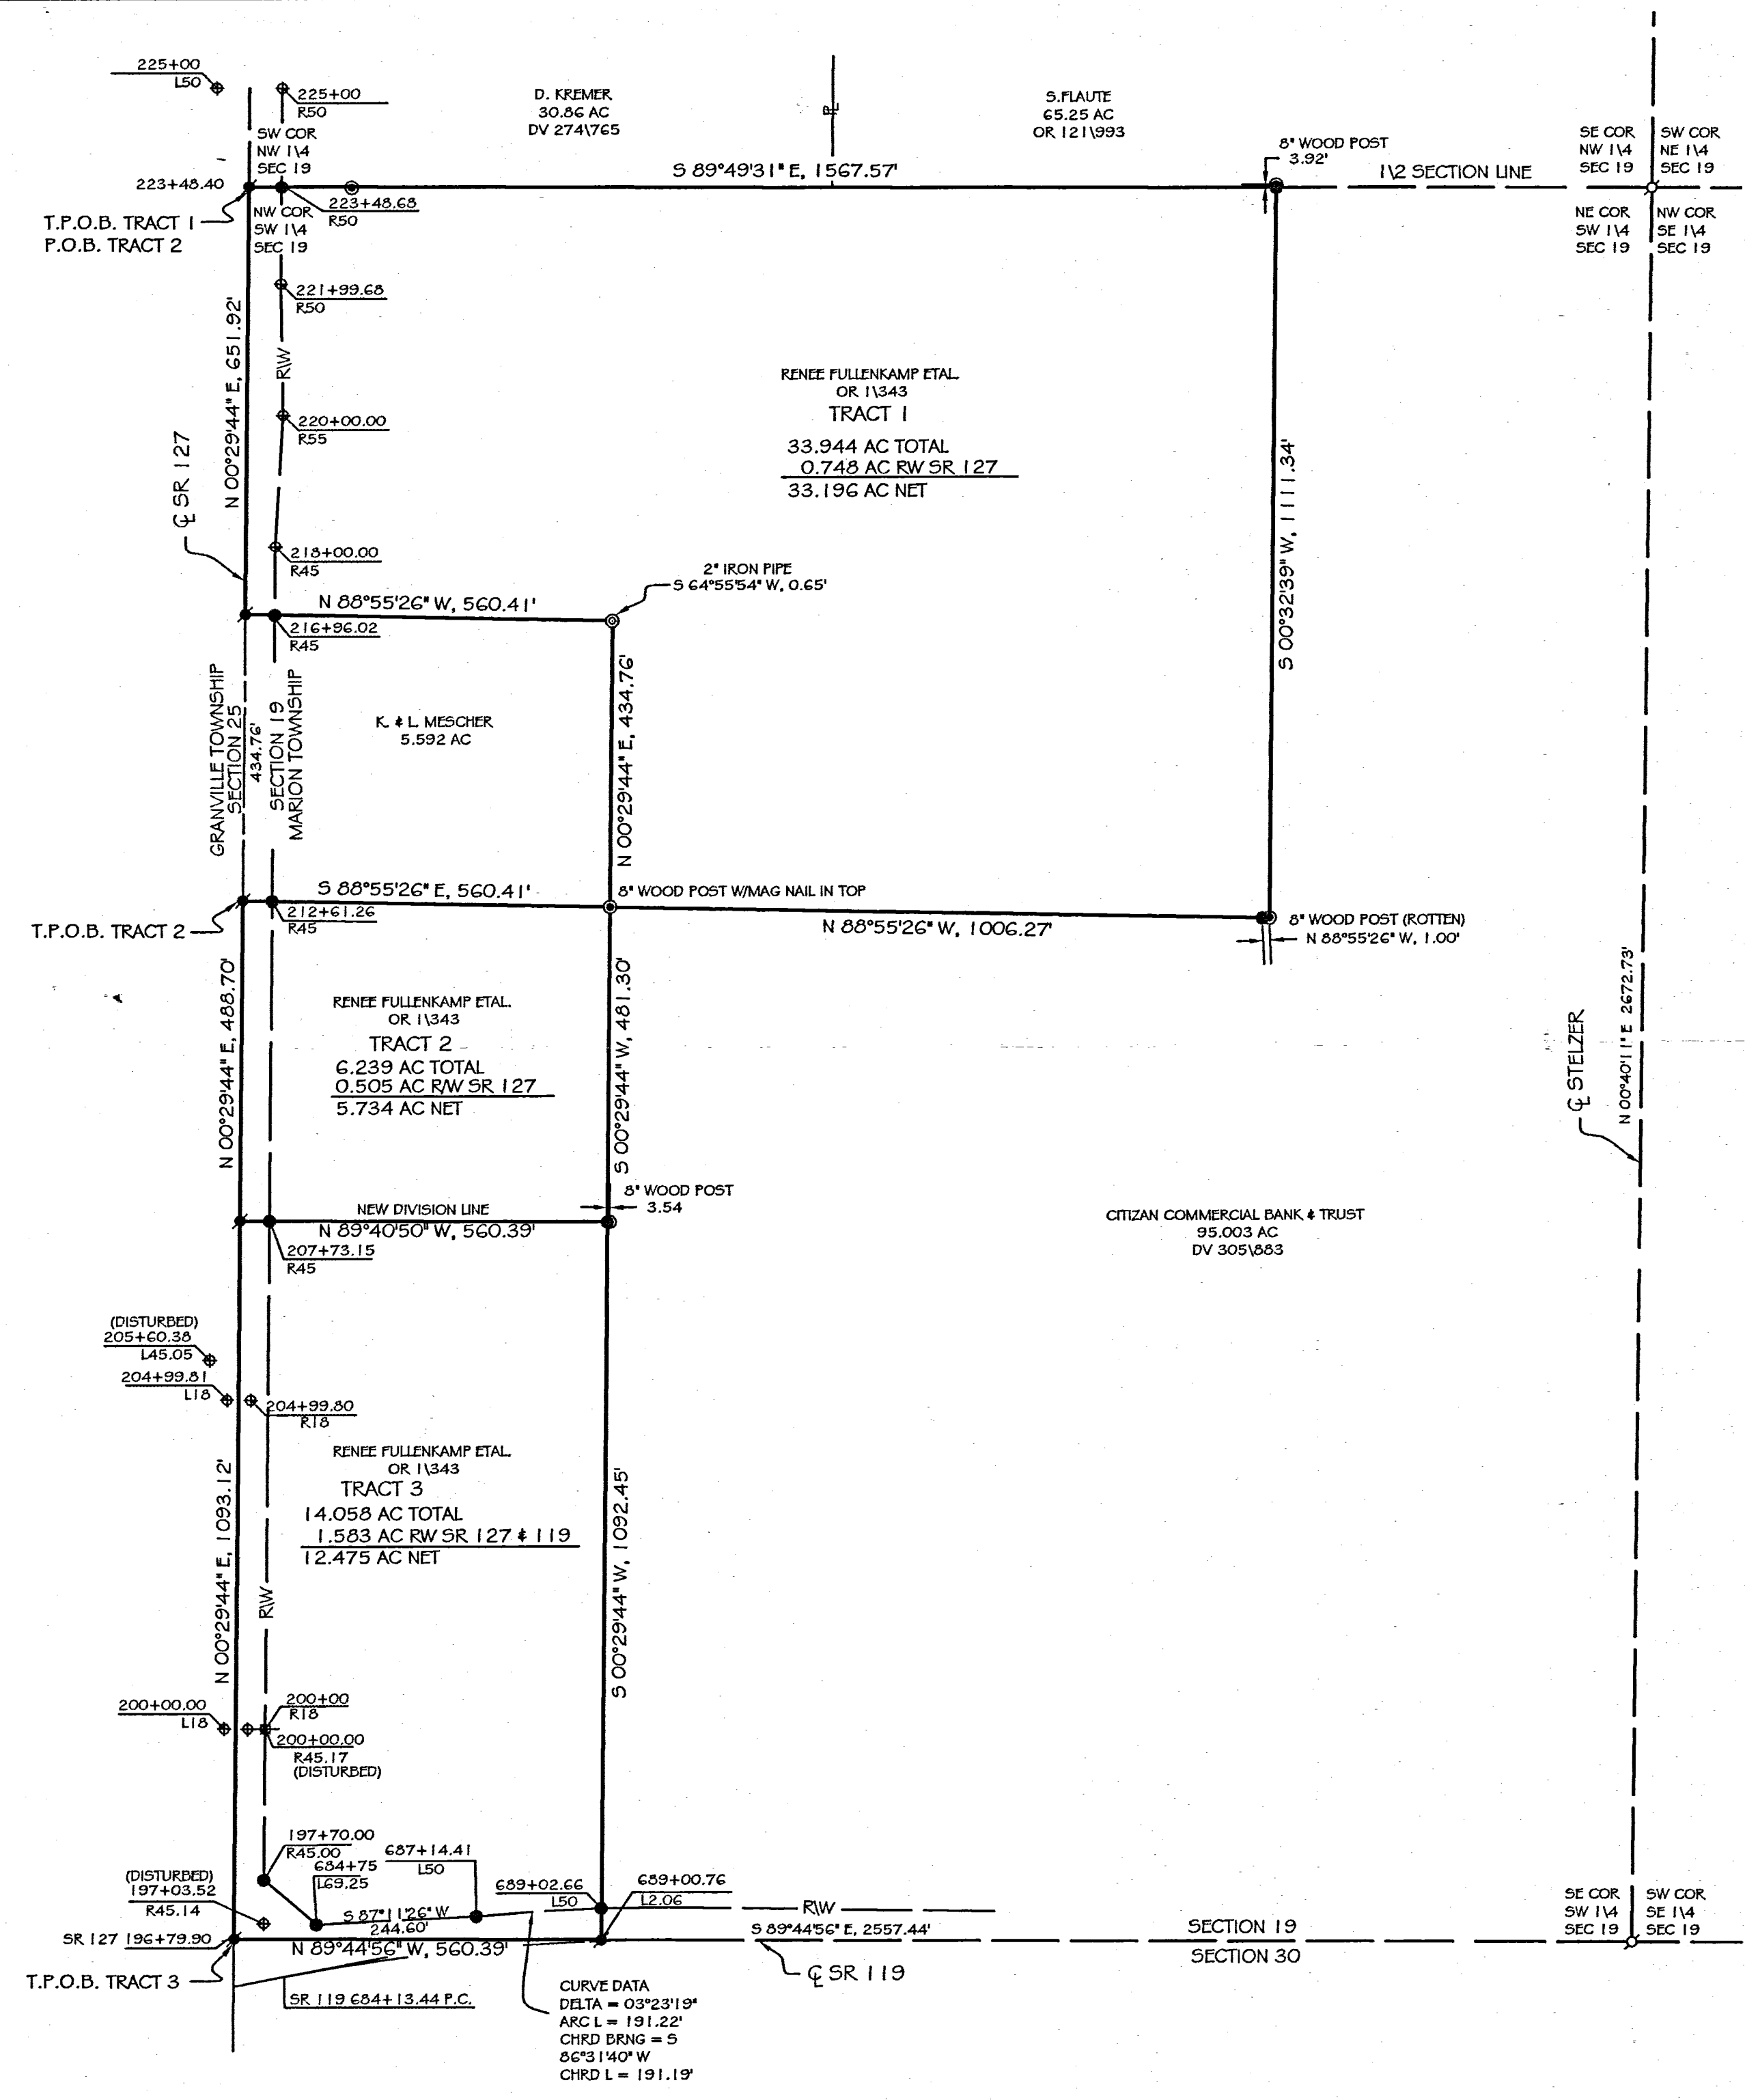 225+00
L50
225+00
R50
D. KREMER
30.86 AC
DV 274\765
PL
S.FLAUTE
65.25 AC
OR 121\993
8" WOOD POST
3.92'
SE COR
NW 1\4
SEC 19
SW COR
NE 1\4
SEC 19
SW COR
NW 1\4
SEC 19
S 89°49'31" E, 1567.57'
1\2 SECTION LINE
223+48.40
223+48.68
R50
T.P.O.B. TRACT 1
P.O.B. TRACT 2
NW COR
SW 1\4
SEC 19
NE COR
SW 1\4
SEC 19
NW COR
SE 1\4
SEC 19
221+99.68
R50
N 00°29'44" E, 651.92'
R\W
RENEE FULLENKAMP ETAL.
OR 1\343
TRACT 1
33.944 AC TOTAL
0.748 AC RW SR 127
33.196 AC NET
220+00.00
R55
℄ SR 127
S 00°32'39" W, 1111.34'
218+00.00
R45
2" IRON PIPE
S 64°55'54" W, 0.65'
N 88°55'26" W, 560.41'
216+96.02
R45
GRANVILLE TOWNSHIP
SECTION 25
434.76'
SECTION 19
MARION TOWNSHIP
K. & L. MESCHER
5.592 AC
N 00°29'44" E, 434.76'
S 88°55'26" E, 560.41'
8" WOOD POST W/MAG NAIL IN TOP
212+61.26
R45
T.P.O.B. TRACT 2
N 88°55'26" W, 1006.27'
8" WOOD POST (ROTTEN)
N 88°55'26" W, 1.00'
N 00°29'44" E, 488.70'
RENEE FULLENKAMP ETAL.
OR 1\343
TRACT 2
6.239 AC TOTAL
0.505 AC R/W SR 127
5.734 AC NET
S 00°29'44" W, 481.30'
℄ STELZER
N 00°40'11" E 2672.73'
8" WOOD POST
3.54
NEW DIVISION LINE
N 89°40'50" W, 560.39'
207+73.15
R45
CITIZAN COMMERCIAL BANK & TRUST
95.003 AC
DV 305\883
(DISTURBED)
205+60.38
L45.05
204+99.81
L18
204+99.80
R18
N 00°29'44" E, 1093.12'
RENEE FULLENKAMP ETAL.
OR 1\343
TRACT 3
14.058 AC TOTAL
1.583 AC RW SR 127 & 119
12.475 AC NET
S 00°29'44" W, 1092.45'
R\W
200+00.00
L18
200+00
R18
200+00.00
R45.17
(DISTURBED)
197+70.00
R45.00
684+75
L69.25
687+14.41
L50
(DISTURBED)
197+03.52
R45.14
689+02.66
L50
689+00.76
L2.06
R\W
S 87°11'26" W
244.60'
SR 127 196+79.90
N 89°44'56" W, 560.39'
S 89°44'56" E, 2557.44'
SECTION 19
SECTION 30
SE COR
SW 1\4
SEC 19
SW COR
SE 1\4
SEC 19
T.P.O.B. TRACT 3
℄ SR 119
SR 119 684+13.44 P.C.
CURVE DATA
DELTA = 03°23'19"
ARC L = 191.22'
CHRD BRNG = S
86°31'40" W
CHRD L = 191.19'